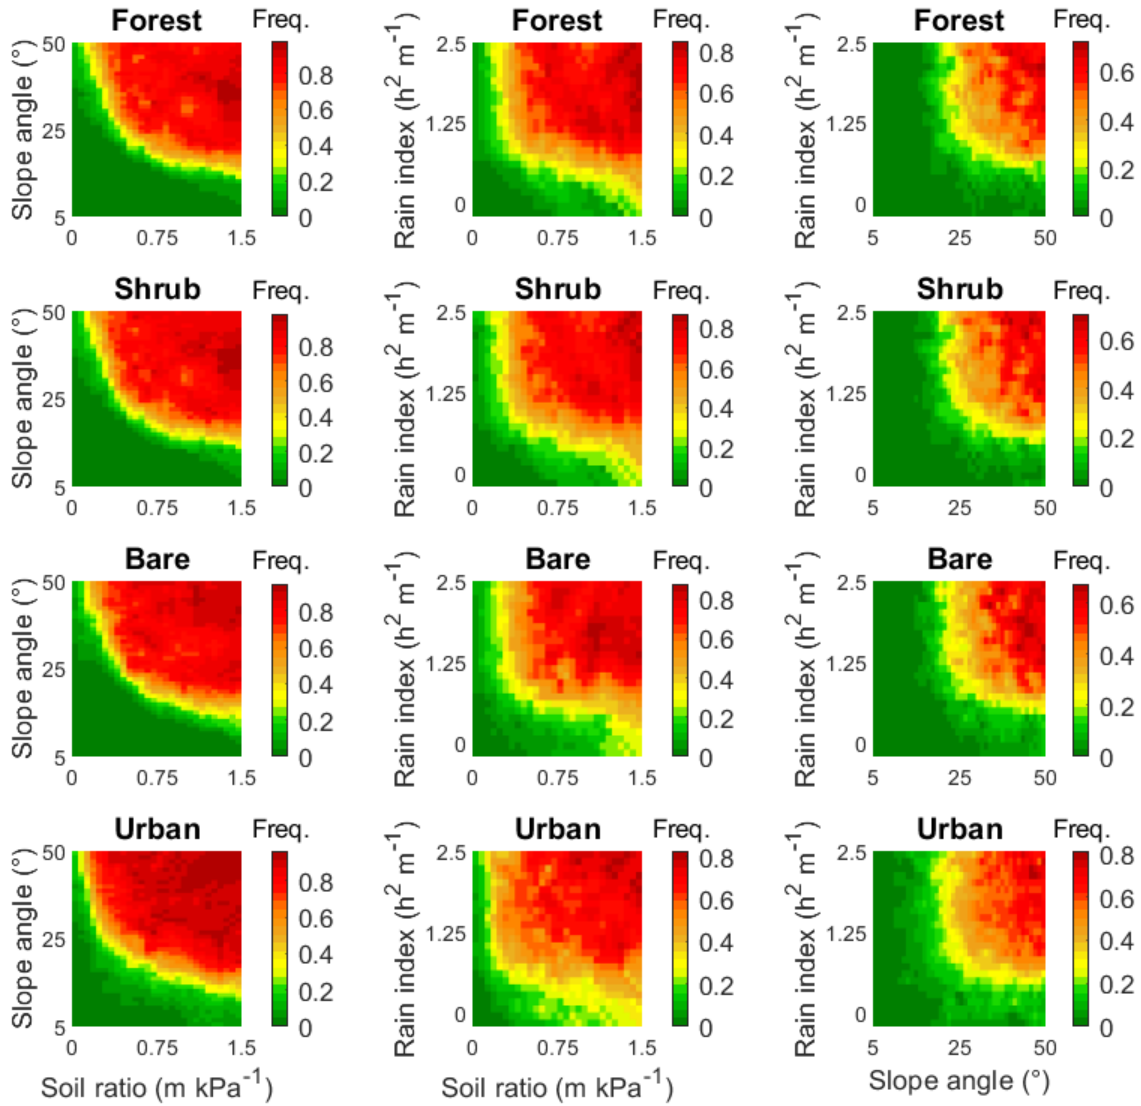 Forest Freq. Forest Freq. Forest Freq.
Slope angle (°) 50 25 5 0 0.75 1.5 0.8 0.6 0.4 0.2 0
Rain index (h² m⁻¹) 2.5 1.25 0 0 0.75 1.5 0.8 0.6 0.4 0.2 0
Rain index (h² m⁻¹) 2.5 1.25 0 5 25 50 0.6 0.4 0.2 0
Shrub Freq. Shrub Freq. Shrub Freq.
Slope angle (°) 50 25 5 0 0.75 1.5 0.8 0.6 0.4 0.2 0
Rain index (h² m⁻¹) 2.5 1.25 0 0 0.75 1.5 0.8 0.6 0.4 0.2 0
Rain index (h² m⁻¹) 2.5 1.25 0 5 25 50 0.6 0.4 0.2 0
Bare Freq. Bare Freq. Bare Freq.
Slope angle (°) 50 25 5 0 0.75 1.5 0.8 0.6 0.4 0.2 0
Rain index (h² m⁻¹) 2.5 1.25 0 0 0.75 1.5 0.8 0.6 0.4 0.2 0
Rain index (h² m⁻¹) 2.5 1.25 0 5 25 50 0.6 0.4 0.2 0
Urban Freq. Urban Freq. Urban Freq.
Slope angle (°) 50 25 5 0 0.75 1.5 0.8 0.6 0.4 0.2 0
Rain index (h² m⁻¹) 2.5 1.25 0 0 0.75 1.5 0.8 0.6 0.4 0.2 0
Rain index (h² m⁻¹) 2.5 1.25 0 5 25 50 0.8 0.6 0.4 0.2 0
Soil ratio (m kPa⁻¹) Soil ratio (m kPa⁻¹) Slope angle (°)